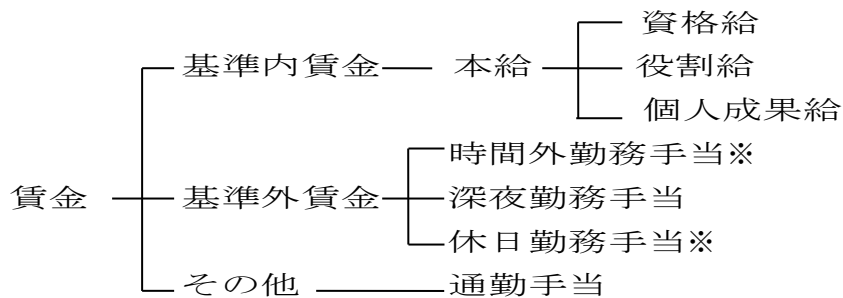 資格給
基準内賃金 本給 役割給
個人成果給
時間外勤務手当※
賃金 基準外賃金 深夜勤務手当
休日勤務手当※
その他 通勤手当